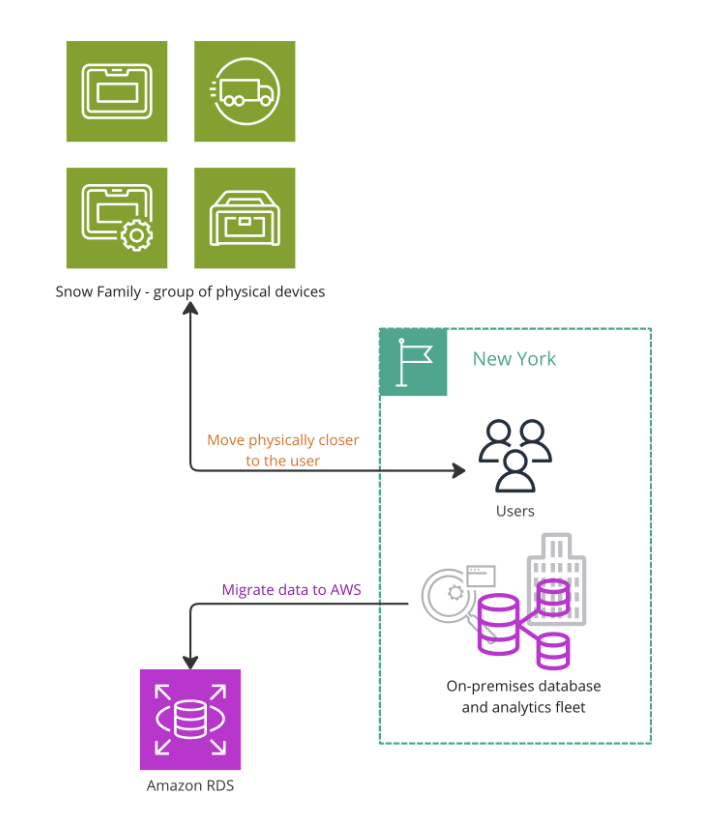 Snow Family - group of physical devices
New York
Move physically closer
to the user
Users
Migrate data to AWS
On-premises database
and analytics fleet
Amazon RDS